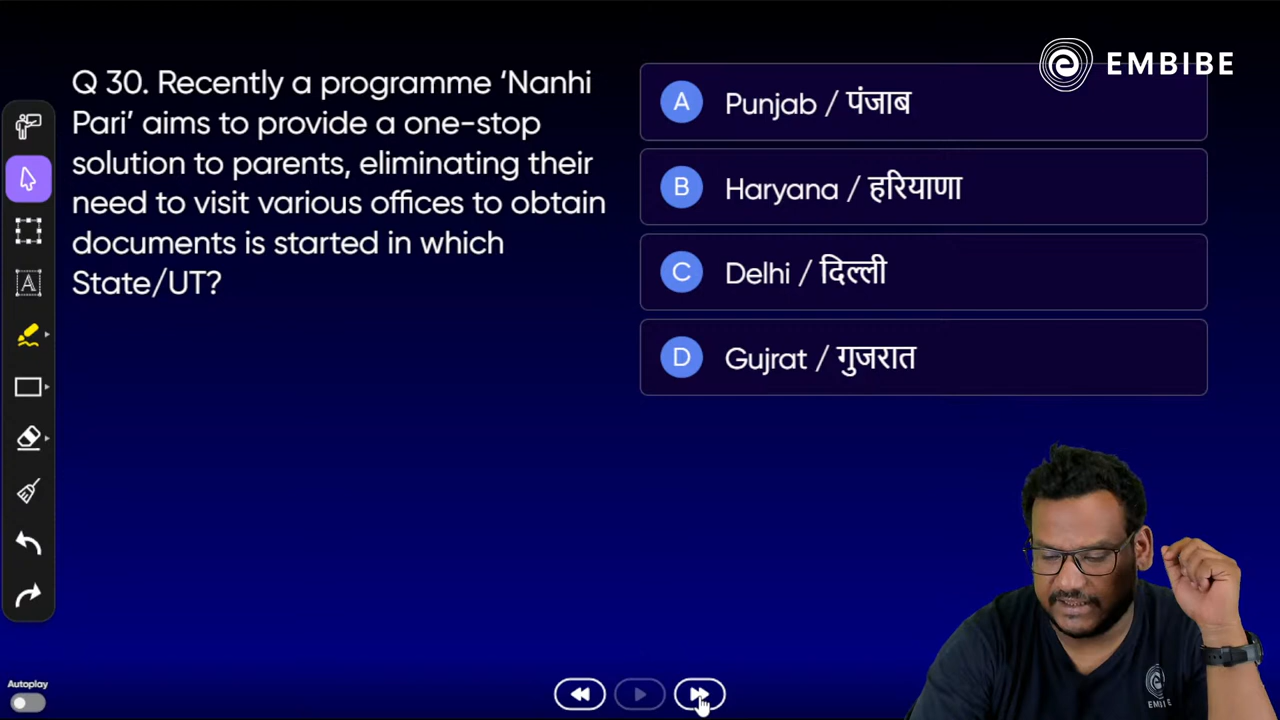 EMBIBE
Q 30. Recently a programme ‘Nanhi
Pari’ aims to provide a one-stop
solution to parents, eliminating their
need to visit various offices to obtain
documents is started in which
State/UT?
A Punjab / पंजाब
B Haryana / हरियाणा
C Delhi / दिल्ली
D Gujrat / गुजरात
A
Autoplay
EMBIBE